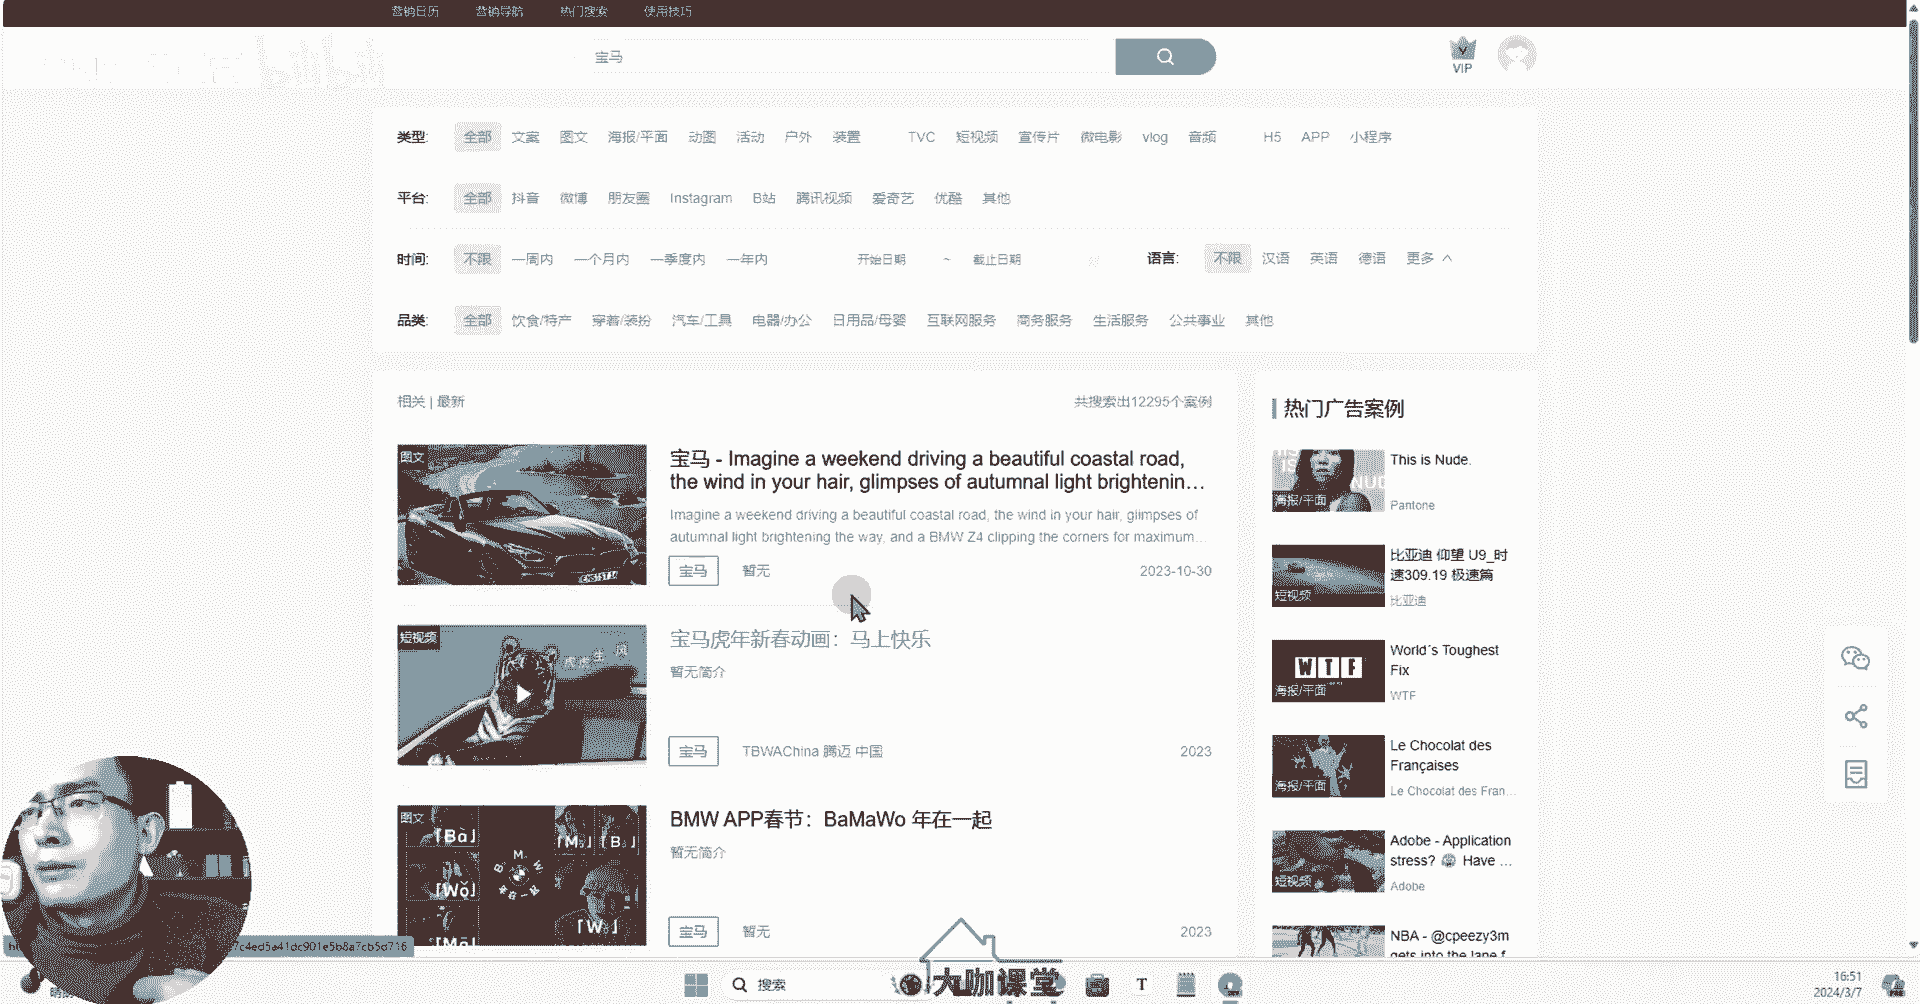 营销日历 营销导航 热门搜索 使用技巧
bilibili
宝马
VIP
类型: 全部 文案 图文 海报/平面 动图 活动 户外 装置 TVC 短视频 宣传片 微电影 vlog 音频 H5 APP 小程序
平台: 全部 抖音 微博 朋友圈 Instagram B站 腾讯视频 爱奇艺 优酷 其他
时间: 不限 一周内 一个月内 一季度内 一年内 开始日期 ~ 截止日期 语言: 不限 汉语 英语 德语 更多
品类: 全部 饮食/特产 穿着/装扮 汽车/工具 电器/办公 日用品/母婴 互联网服务 商务服务 生活服务 公共事业 其他
相关 | 最新 共搜索出12295个案例
图文
宝马 - Imagine a weekend driving a beautiful coastal road,
the wind in your hair, glimpses of autumnal light brightenin…
Imagine a weekend driving a beautiful coastal road, the wind in your hair, glimpses of
autumnal light brightening the way, and a BMW Z4 clipping the corners for maximum…
宝马 暂无 2023-10-30
短视频
宝马虎年新春动画：马上快乐
暂无简介
宝马 TBWAChina 腾迈 中国 2023
图文
「Bà」
「M」「B」
「Wǒ」
「W」
BMW APP春节：BaMaWo 年在一起
暂无简介
宝马 暂无 2023
热门广告案例
海报/平面
This is Nude.
Pantone
短视频
比亚迪 仰望 U9_时
速309.19 极速篇
比亚迪
WTF
海报/平面
World´s Toughest
Fix
WTF
海报/平面
Le Chocolat des
Françaises
Le Chocolat des Fran…
短视频
Adobe - Application
stress? Have …
Adobe
NBA - @cpeezy3m
gets into the lane f
7c4ed5a41dc901e5b8a7cb5d716
搜索
大咖课堂
T
16:51
2024/3/7